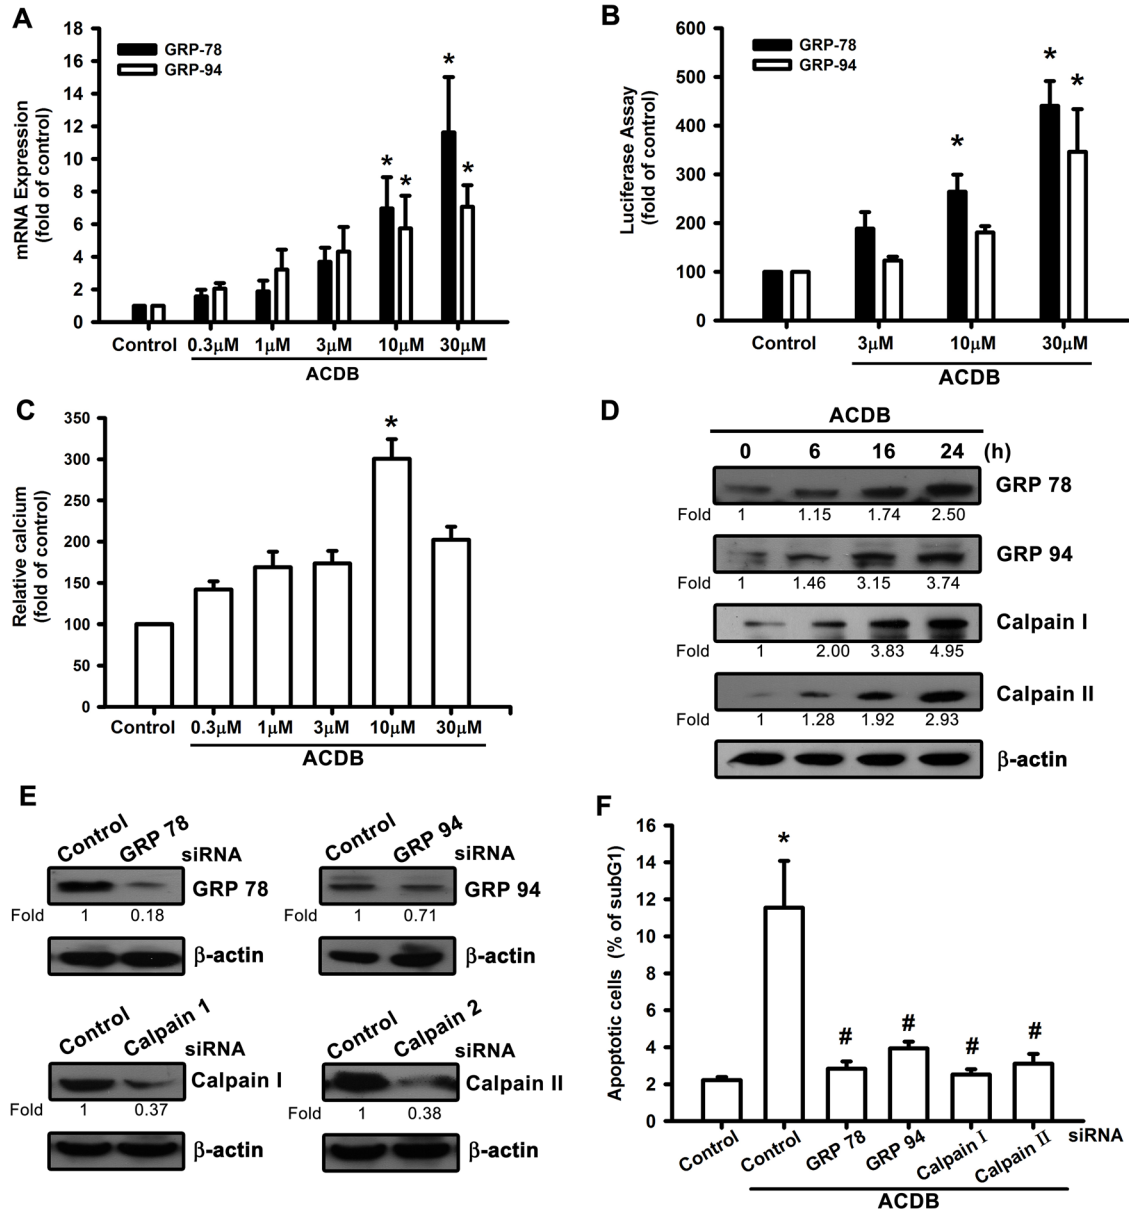 A
18
16
14
12
10
8
6
4
2
0
mRNA Expression
(fold of control)
GRP-78
GRP-94
*
* *
*
Control 0.3μM 1μM 3μM 10μM 30μM
ACDB
B
600
500
400
300
200
100
0
Luciferase Assay
(fold of control)
GRP-78
GRP-94
*
*
*
Control 3μM 10μM 30μM
ACDB
C
350
300
250
200
150
100
50
0
Relative calcium
(fold of control)
*
Control 0.3μM 1μM 3μM 10μM 30μM
ACDB
D
ACDB
0 6 16 24 (h)
GRP 78
Fold 1 1.15 1.74 2.50
GRP 94
Fold 1 1.46 3.15 3.74
Calpain I
Fold 1 2.00 3.83 4.95
Calpain II
Fold 1 1.28 1.92 2.93
β-actin
E
Control GRP 78 siRNA
GRP 78
Fold 1 0.18
β-actin
Control GRP 94 siRNA
GRP 94
Fold 1 0.71
β-actin
Control Calpain 1 siRNA
Calpain I
Fold 1 0.37
β-actin
Control Calpain 2 siRNA
Calpain II
Fold 1 0.38
β-actin
F
16
14
12
10
8
6
4
2
0
Apoptotic cells (% of subG1)
*
# # # #
Control Control GRP 78 GRP 94 Calpain I Calpain II siRNA
ACDB